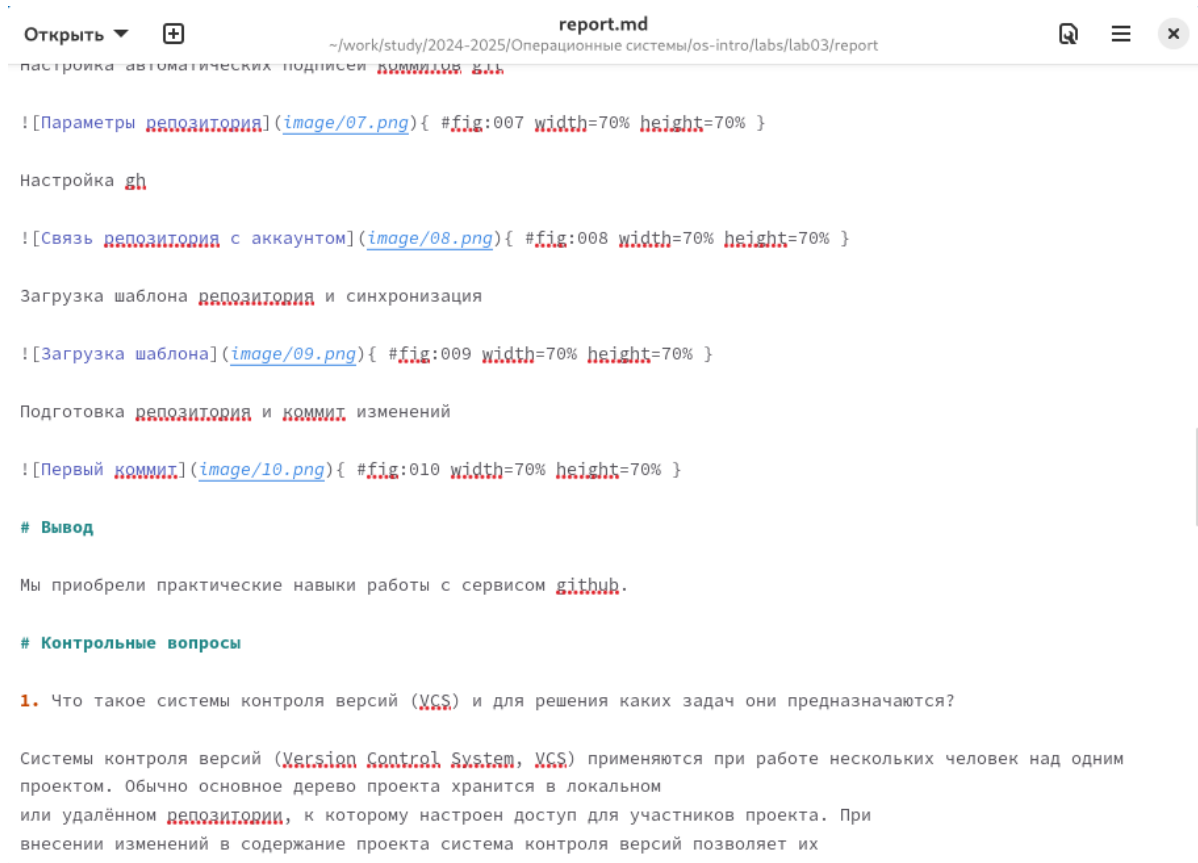 Открыть
report.md
~/work/study/2024-2025/Операционные системы/os-intro/labs/lab03/report
Настройка автоматических подписей коммитов git
![Параметры репозитория](image/07.png){ #fig:007 width=70% height=70% }
Настройка gh
![Связь репозитория с аккаунтом](image/08.png){ #fig:008 width=70% height=70% }
Загрузка шаблона репозитория и синхронизация
![Загрузка шаблона](image/09.png){ #fig:009 width=70% height=70% }
Подготовка репозитория и коммит изменений
![Первый коммит](image/10.png){ #fig:010 width=70% height=70% }
# Вывод
Мы приобрели практические навыки работы с сервисом github.
# Контрольные вопросы
1. Что такое системы контроля версий (VCS) и для решения каких задач они предназначаются?
Системы контроля версий (Version Control System, VCS) применяются при работе нескольких человек над одним
проектом. Обычно основное дерево проекта хранится в локальном
или удалённом репозитории, к которому настроен доступ для участников проекта. При
внесении изменений в содержание проекта система контроля версий позволяет их